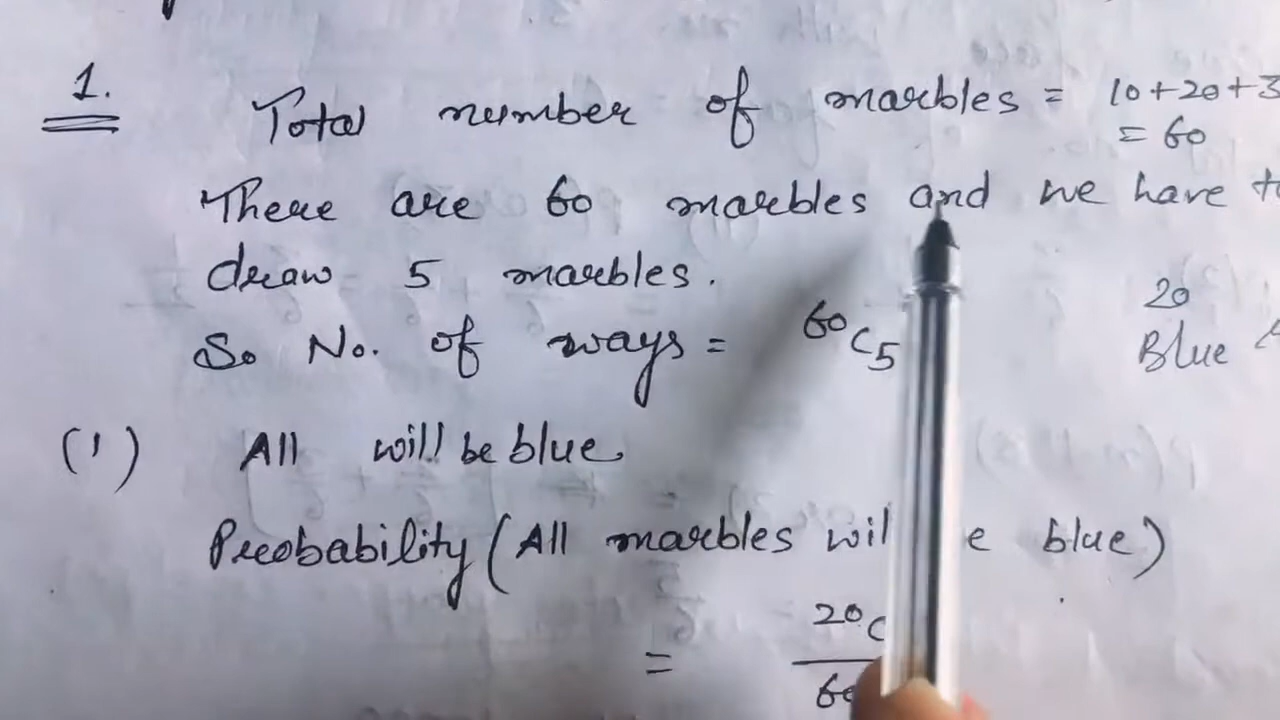 1.
Total number of marbles = 10+20+3
= 60
There are 60 marbles and we have
draw 5 marbles.
So No. of ways = ⁶⁰C₅
20
Blue
(1) All will be blue
Probability (All marbles wil e blue)
= ²⁰C
6